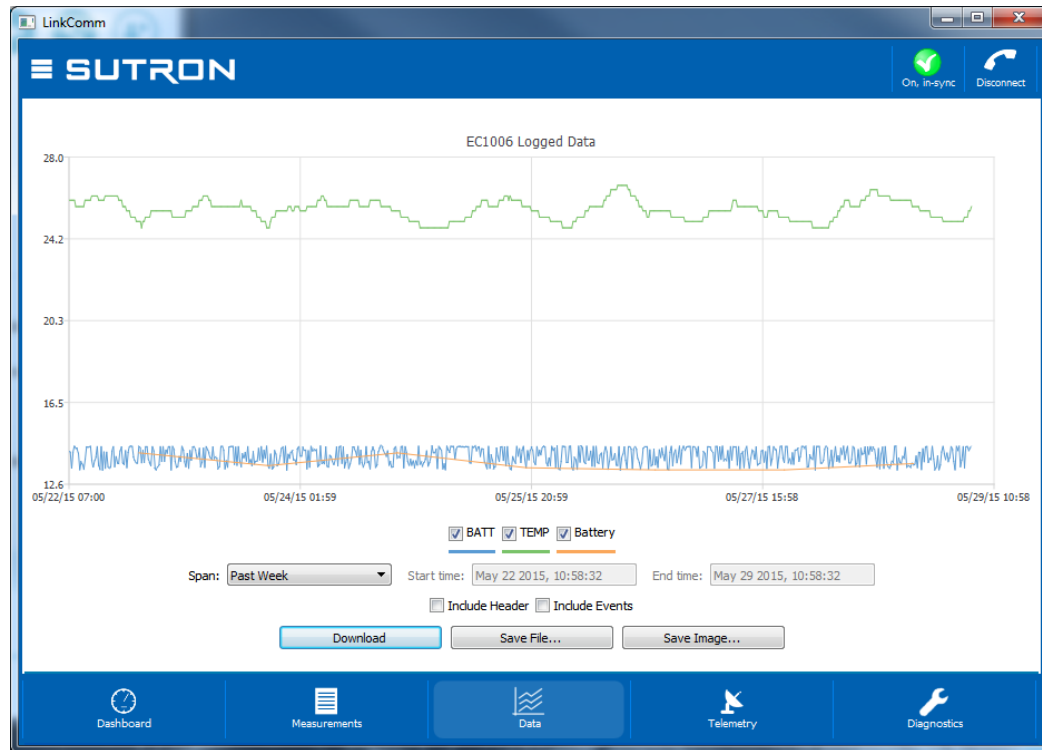 LinkComm
SUTRON
On, in-sync
Disconnect
EC1006 Logged Data
28.0
24.2
20.3
16.5
12.6
05/22/15 07:00 05/24/15 01:59 05/25/15 20:59 05/27/15 15:58 05/29/15 10:58
BATT TEMP Battery
Span: Past Week Start time: May 22 2015, 10:58:32 End time: May 29 2015, 10:58:32
Include Header Include Events
Download Save File... Save Image...
Dashboard Measurements Data Telemetry Diagnostics